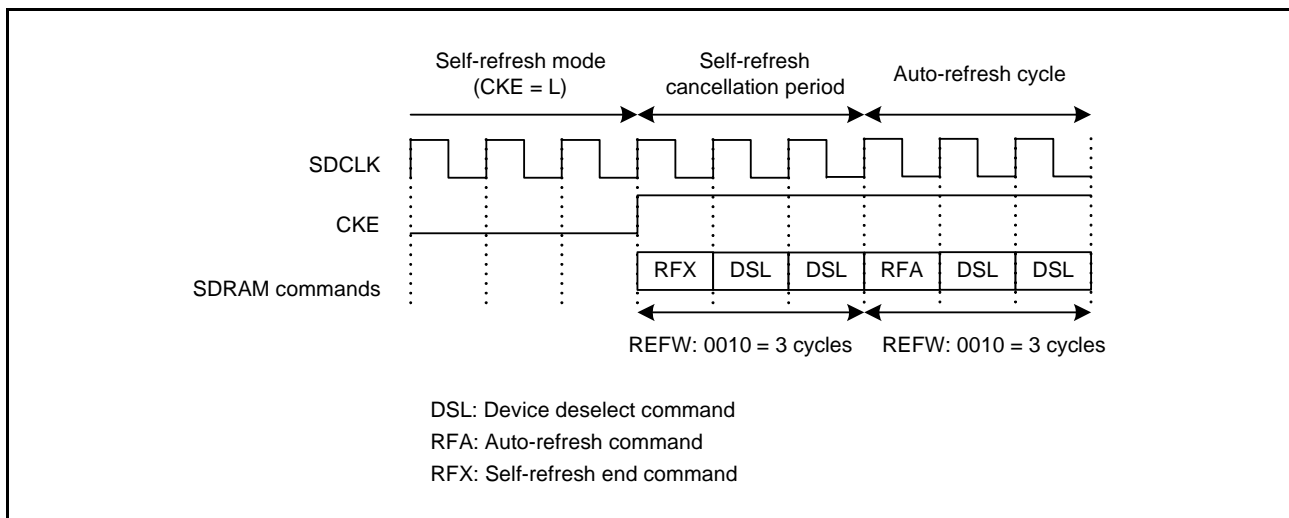 Self-refresh mode
(CKE = L)
Self-refresh
cancellation period
Auto-refresh cycle
SDCLK
CKE
SDRAM commands
RFX DSL DSL RFA DSL DSL
REFW: 0010 = 3 cycles REFW: 0010 = 3 cycles
DSL: Device deselect command
RFA: Auto-refresh command
RFX: Self-refresh end command